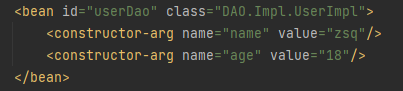 <bean id="userDao" class="DAO.Impl.UserImpl">
    <constructor-arg name="name" value="zsq"/>
    <constructor-arg name="age" value="18"/>
</bean>